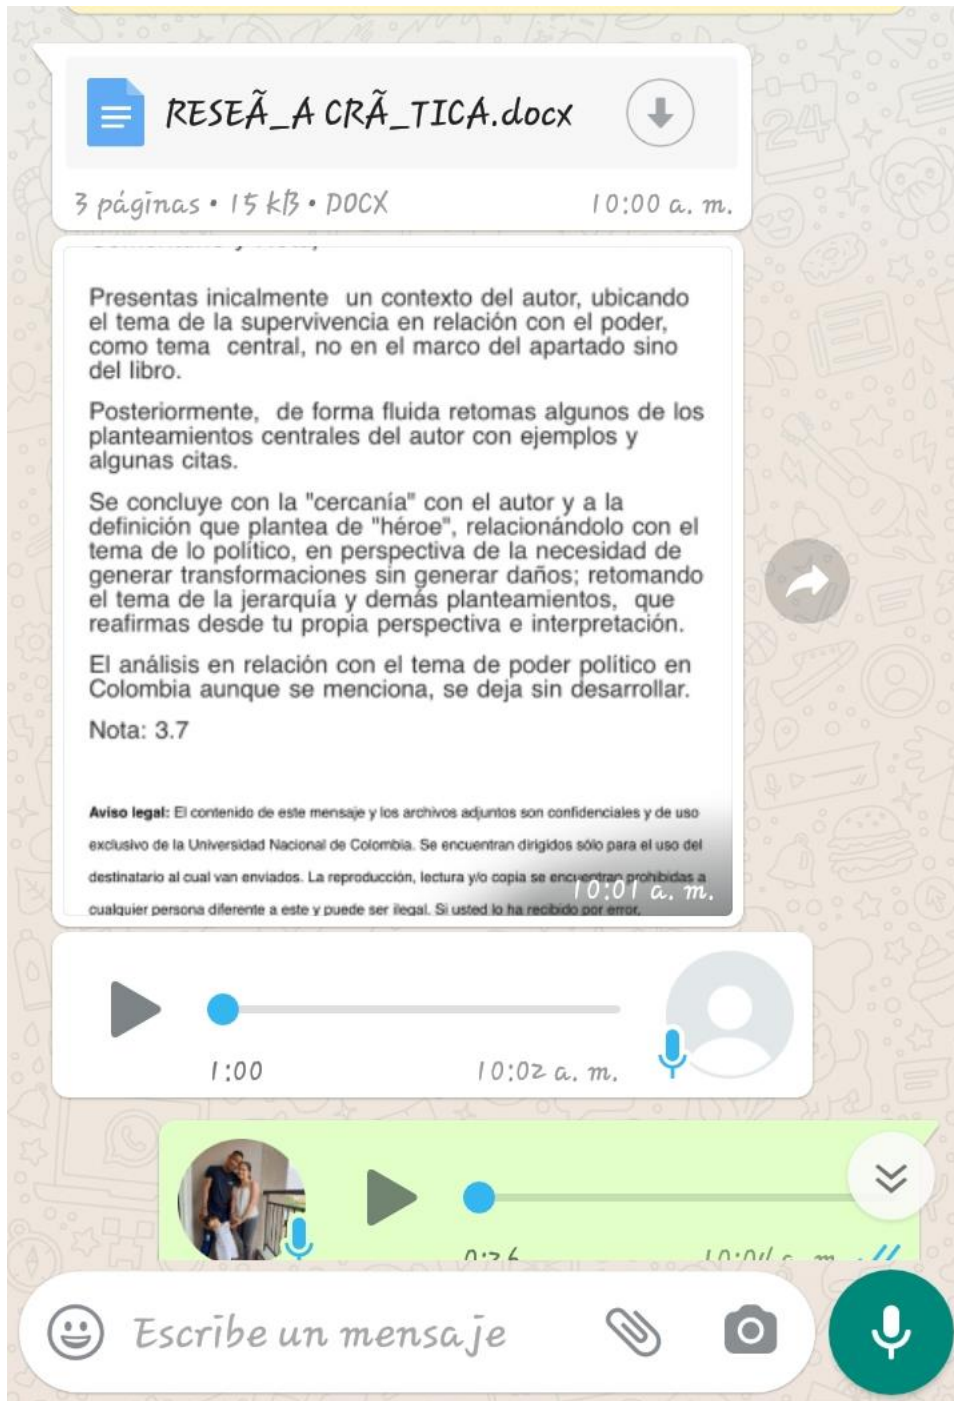 RESEÃ_A CRÃ_TICA.docx
3 páginas • 15 kB • DOCX 10:00 a. m.
Presentas inicalmente un contexto del autor, ubicando
el tema de la supervivencia en relación con el poder,
como tema central, no en el marco del apartado sino
del libro.
Posteriormente, de forma fluida retomas algunos de los
planteamientos centrales del autor con ejemplos y
algunas citas.
Se concluye con la "cercanía" con el autor y a la
definición que plantea de "héroe", relacionándolo con el
tema de lo político, en perspectiva de la necesidad de
generar transformaciones sin generar daños; retomando
el tema de la jerarquía y demás planteamientos, que
reafirmas desde tu propia perspectiva e interpretación.
El análisis en relación con el tema de poder político en
Colombia aunque se menciona, se deja sin desarrollar.
Nota: 3.7
Aviso legal: El contenido de este mensaje y los archivos adjuntos son confidenciales y de uso
exclusivo de la Universidad Nacional de Colombia. Se encuentran dirigidos sólo para el uso del
destinatario al cual van enviados. La reproducción, lectura y/o copia se encuentran prohibidas a
10:01 a. m.
cualquier persona diferente a este y puede ser ilegal. Si usted lo ha recibido por error,
1:00 10:02 a. m.
0:36 10:04 a. m.
Escribe un mensaje